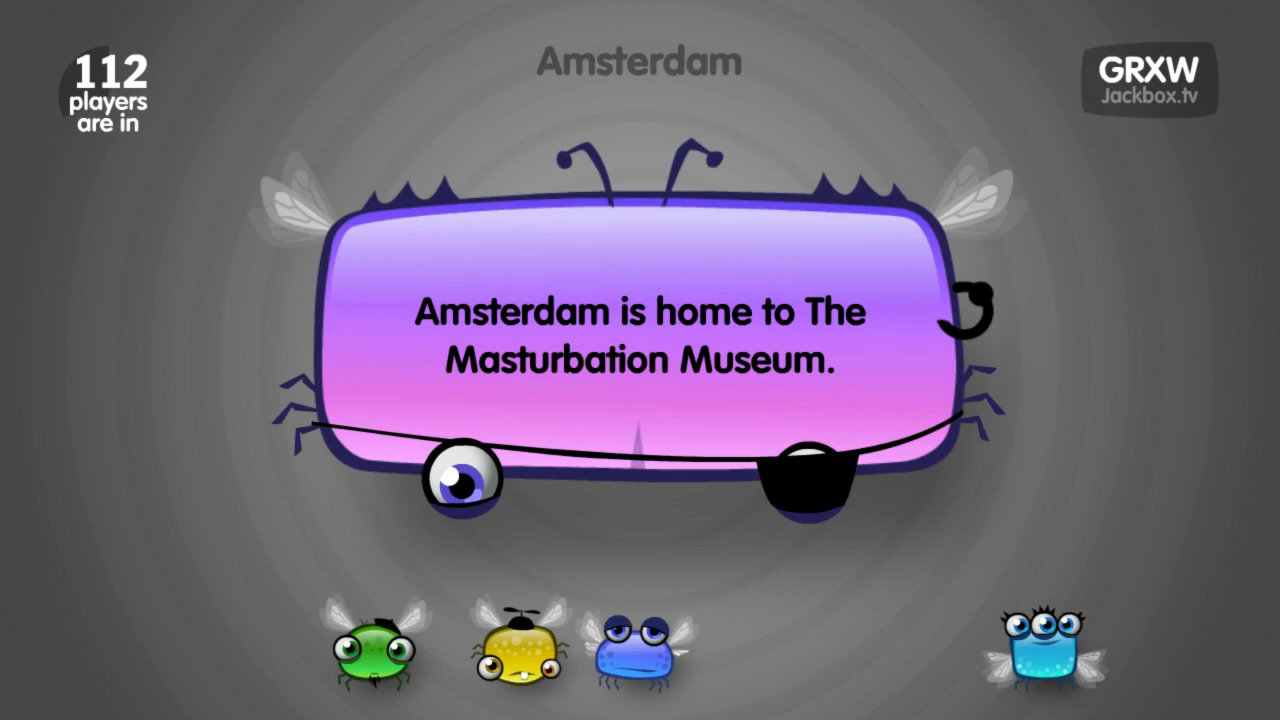 Amsterdam
112
players
are in
GRXW
Jackbox.tv
Amsterdam is home to The
Masturbation Museum.